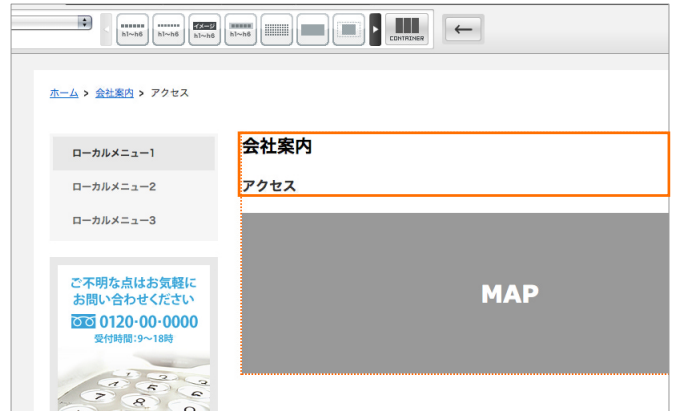 h1~h6
h1~h6
イメージ
h1~h6
h1~h6
CONTAINER
ホーム > 会社案内 > アクセス
ローカルメニュー1
ローカルメニュー2
ローカルメニュー3
会社案内
アクセス
MAP
ご不明な点はお気軽に
お問い合わせください
0120-00-0000
受付時間:9~18時